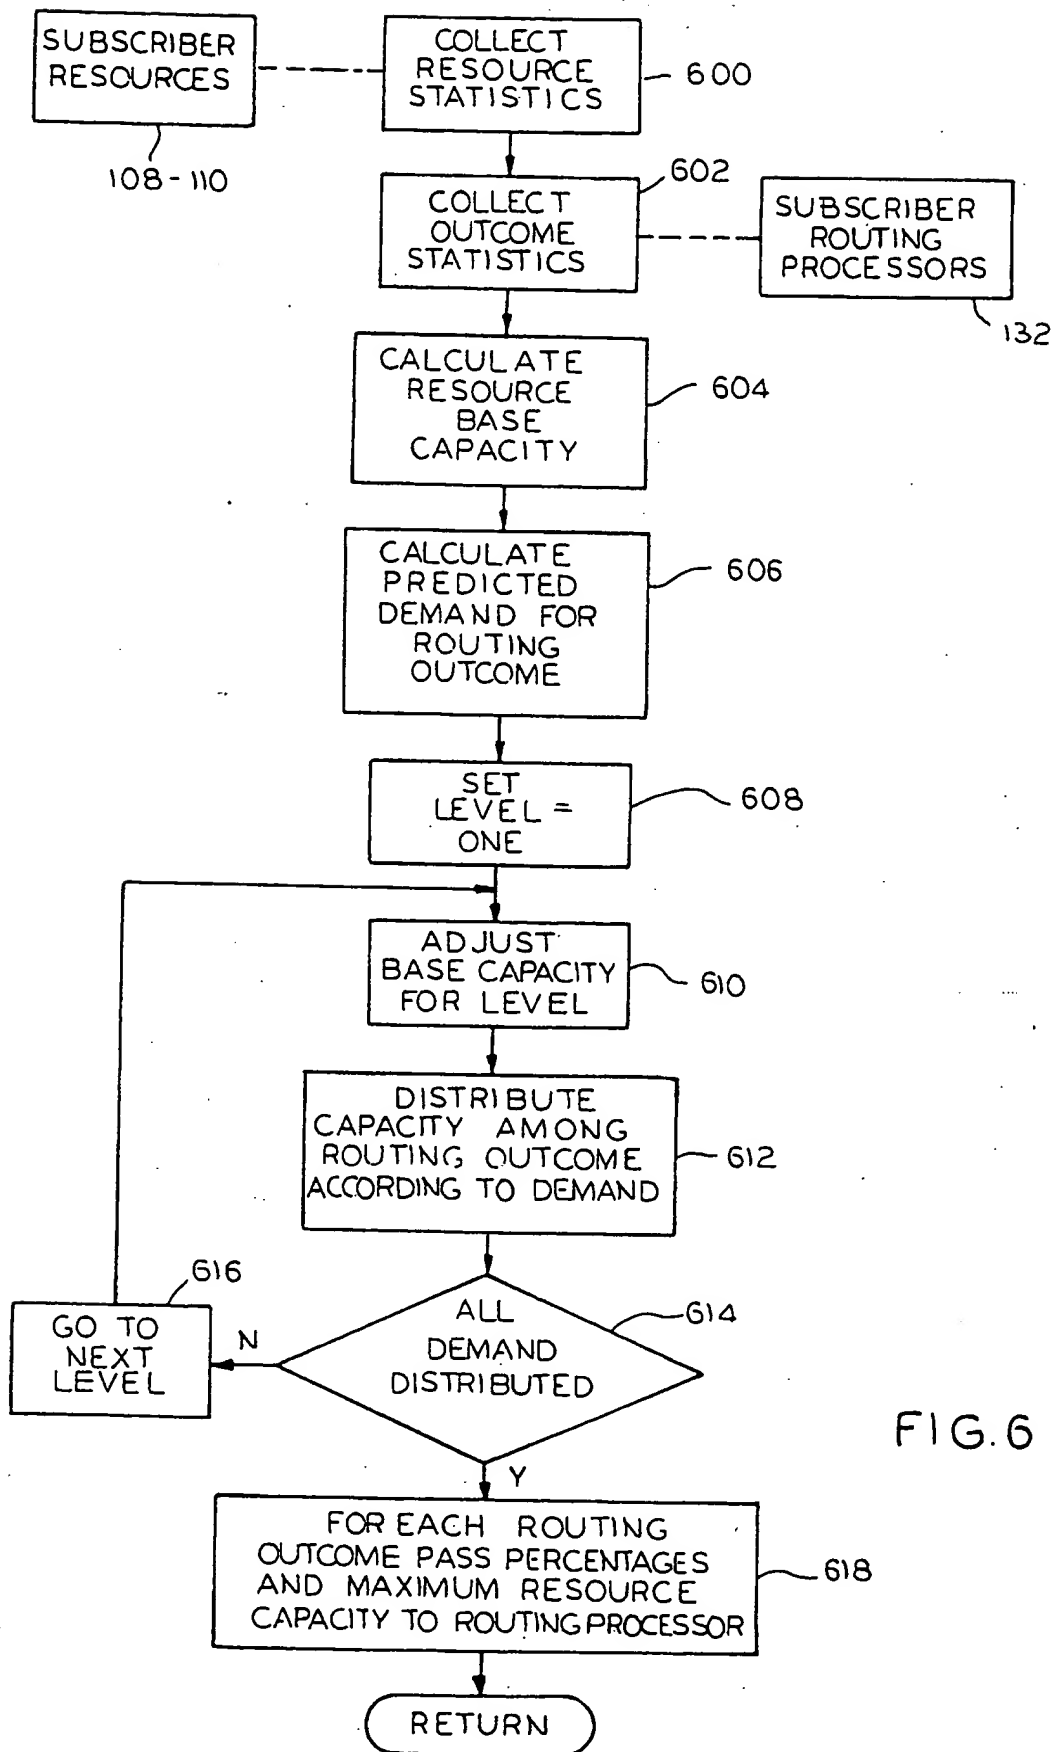 SUBSCRIBER
RESOURCES
108-110
COLLECT
RESOURCE
STATISTICS
600
COLLECT
OUTCOME
STATISTICS
602
SUBSCRIBER
ROUTING
PROCESSORS
132
CALCULATE
RESOURCE
BASE
CAPACITY
604
CALCULATE
PREDICTED
DEMAND FOR
ROUTING
OUTCOME
606
SET
LEVEL =
ONE
608
ADJUST
BASE CAPACITY
FOR LEVEL
610
DISTRIBUTE
CAPACITY AMONG
ROUTING OUTCOME
ACCORDING TO DEMAND
612
ALL
DEMAND
DISTRIBUTED
614
N
616
GO TO
NEXT
LEVEL
Y
FOR EACH ROUTING
OUTCOME PASS PERCENTAGES
AND MAXIMUM RESOURCE
CAPACITY TO ROUTING PROCESSOR
618
RETURN
FIG. 6